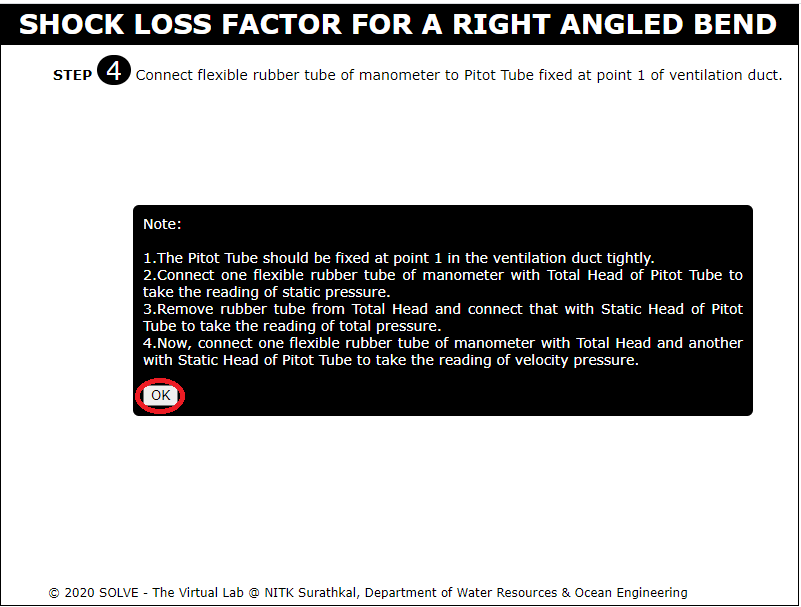 SHOCK LOSS FACTOR FOR A RIGHT ANGLED BEND
STEP 4 Connect flexible rubber tube of manometer to Pitot Tube fixed at point 1 of ventilation duct.
Note:
1.The Pitot Tube should be fixed at point 1 in the ventilation duct tightly.
2.Connect one flexible rubber tube of manometer with Total Head of Pitot Tube to
take the reading of static pressure.
3.Remove rubber tube from Total Head and connect that with Static Head of Pitot
Tube to take the reading of total pressure.
4.Now, connect one flexible rubber tube of manometer with Total Head and another
with Static Head of Pitot Tube to take the reading of velocity pressure.
OK
© 2020 SOLVE - The Virtual Lab @ NITK Surathkal, Department of Water Resources & Ocean Engineering